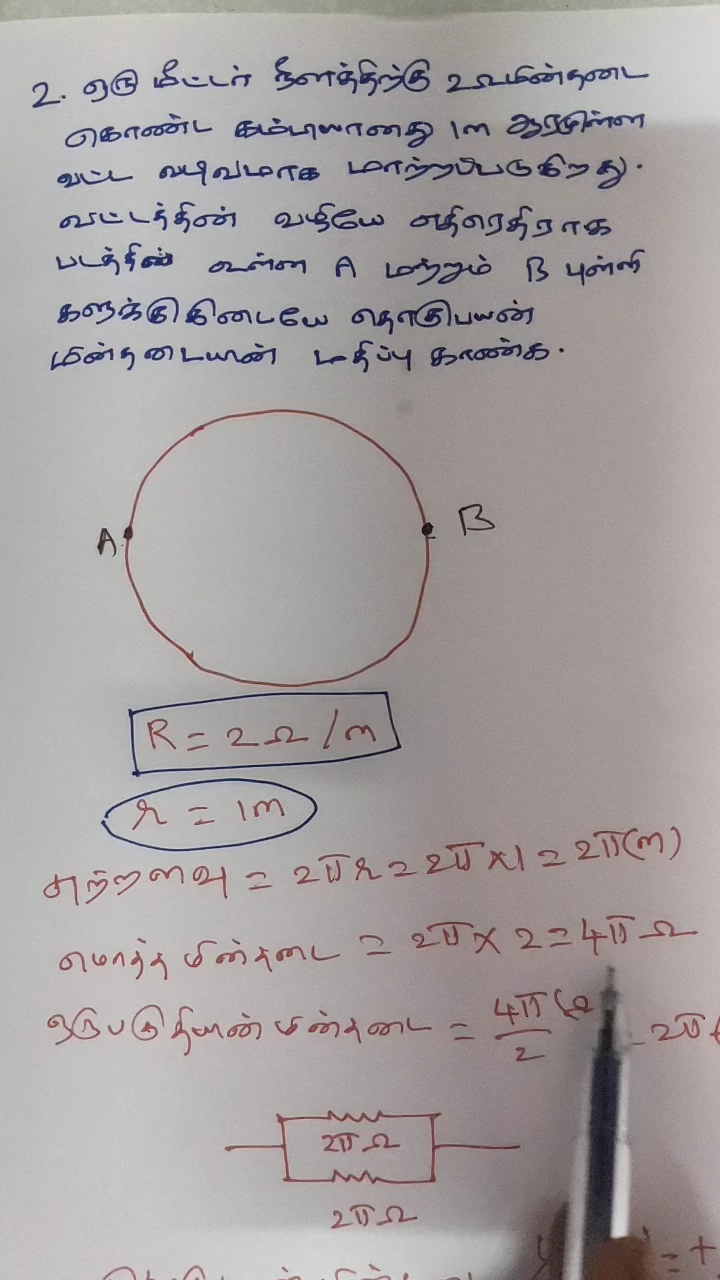 2. ஒரு மீட்டர் நீளத்திற்கு 2Ω மின்தடை
கொண்ட கம்பியானது 1m ஆரமுள்ள
வட்ட வடிவமாக மாற்றப்படுகிறது.
வட்டத்தின் வழியே எதிரெதிராக
படத்தில் உள்ள A மற்றும் B புள்ளி
களுக்கிடையே தொகுபயன்
மின்தடையின் மதிப்பு காண்க.
A
B
R = 2Ω/m
r = 1m
சுற்றளவு = 2πr = 2π×1 = 2π(m)
மொத்த மின்தடை = 2π × 2 = 4πΩ
ஒரு பகுதியின் மின்தடை = 4π/2 2π
2πΩ
2πΩ